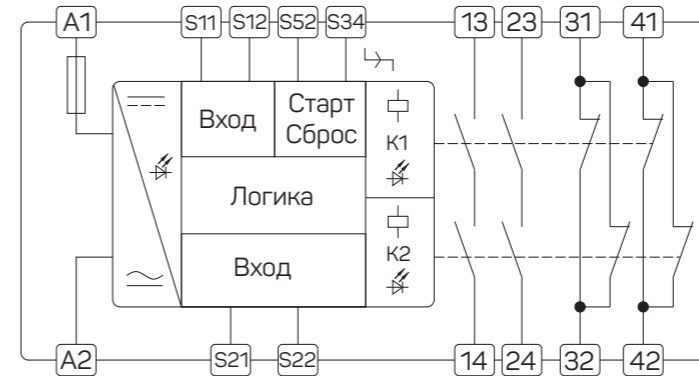 A1 S11 S12 S52 S34 13 23 31 41
Вход
Старт
Сброс
K1
Логика
K2
Вход
A2 S21 S22 14 24 32 42